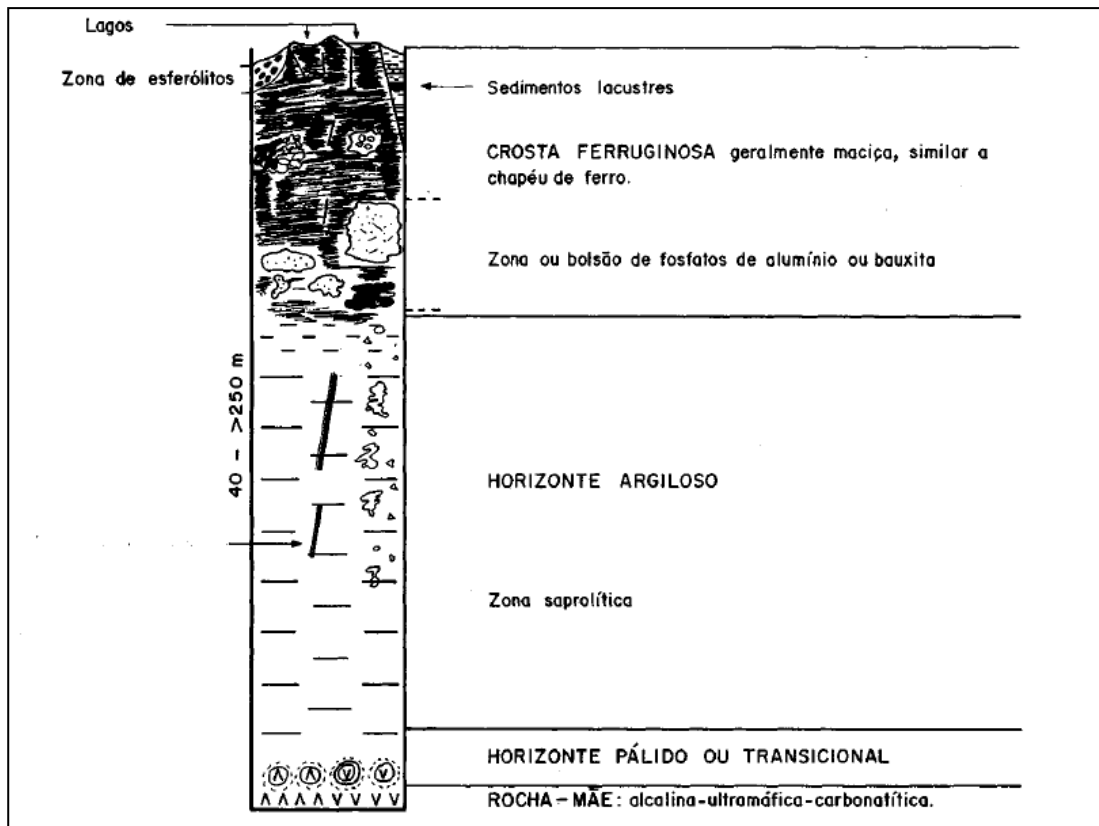 Lagos
Zona de esferólitos
Sedimentos lacustres
CROSTA FERRUGINOSA geralmente maciça, similar a
chapéu de ferro.
Zona ou bolsão de fosfatos de alumínio ou bauxita
40 - >250 m
HORIZONTE ARGILOSO
Zona saprolítica
HORIZONTE PÁLIDO OU TRANSICIONAL
ROCHA-MÃE: alcalina-ultramáfica-carbonatítica.